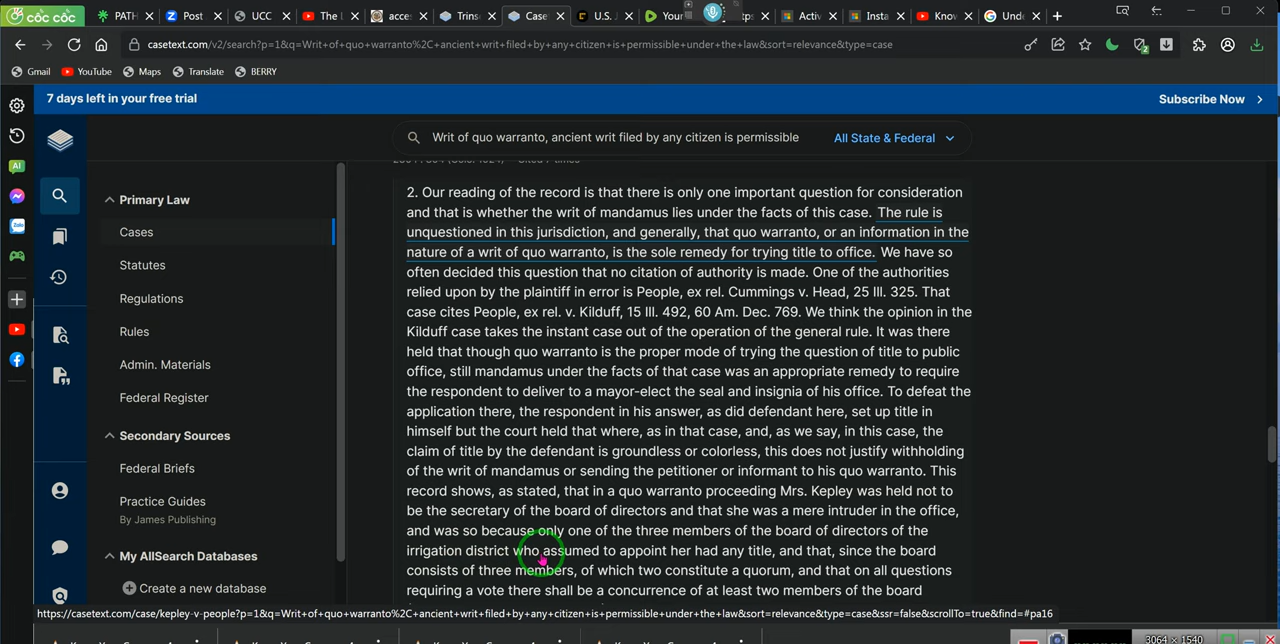 cốc cốc
PATH
Post
UCC
The L
acces
Trins
Case
U.S. J
Your
Activ
Insta
Know
Unde
casetext.com/v2/search?p=1&q=Writ+of+quo+warranto%2C+ancient+writ+filed+by+any+citizen+is+permissible+under+the+law&sort=relevance&type=case
Gmail
YouTube
Maps
Translate
BERRY
7 days left in your free trial
Subscribe Now
Writ of quo warranto, ancient writ filed by any citizen is permissible
All State & Federal
Primary Law
Cases
Statutes
Regulations
Rules
Admin. Materials
Federal Register
Secondary Sources
Federal Briefs
Practice Guides
By James Publishing
My AllSearch Databases
Create a new database
2. Our reading of the record is that there is only one important question for consideration
and that is whether the writ of mandamus lies under the facts of this case. The rule is
unquestioned in this jurisdiction, and generally, that quo warranto, or an information in the
nature of a writ of quo warranto, is the sole remedy for trying title to office. We have so
often decided this question that no citation of authority is made. One of the authorities
relied upon by the plaintiff in error is People, ex rel. Cummings v. Head, 25 Ill. 325. That
case cites People, ex rel. v. Kilduff, 15 Ill. 492, 60 Am. Dec. 769. We think the opinion in the
Kilduff case takes the instant case out of the operation of the general rule. It was there
held that though quo warranto is the proper mode of trying the question of title to public
office, still mandamus under the facts of that case was an appropriate remedy to require
the respondent to deliver to a mayor-elect the seal and insignia of his office. To defeat the
application there, the respondent in his answer, as did defendant here, set up title in
himself but the court held that where, as in that case, and, as we say, in this case, the
claim of title by the defendant is groundless or colorless, this does not justify withholding
of the writ of mandamus or sending the petitioner or informant to his quo warranto. This
record shows, as stated, that in a quo warranto proceeding Mrs. Kepley was held not to
be the secretary of the board of directors and that she was a mere intruder in the office,
and was so because only one of the three members of the board of directors of the
irrigation district who assumed to appoint her had any title, and that, since the board
consists of three members, of which two constitute a quorum, and that on all questions
requiring a vote there shall be a concurrence of at least two members of the board
https://casetext.com/case/kepley-v-people?p=1&q=Writ+of+quo+warranto%2C+ancient+writ+filed+by+any+citizen+is+permissible+under+the+law&sort=relevance&type=case&ssr=false&scrollTo=true&find=#pa16
3064 × 1540